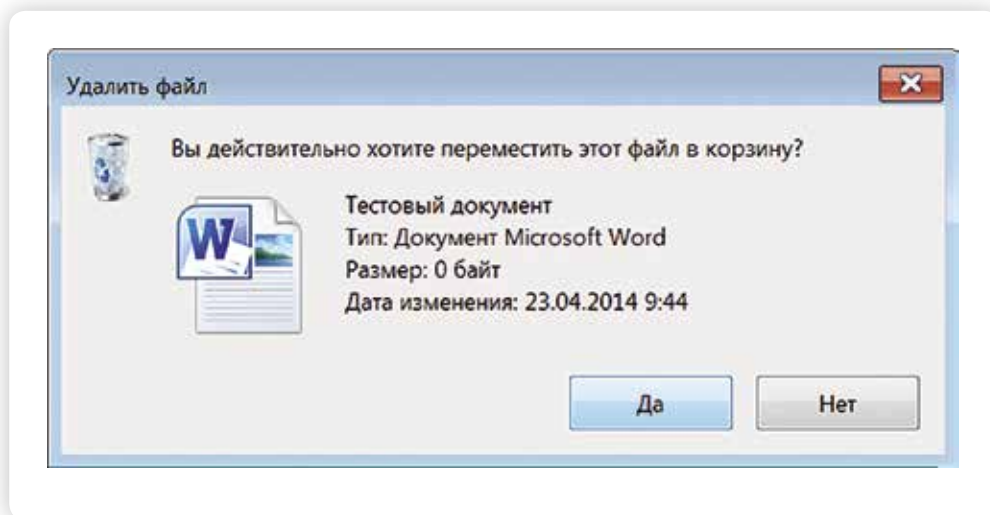 Удалить файл
Вы действительно хотите переместить этот файл в корзину?
W
Тестовый документ
Тип: Документ Microsoft Word
Размер: 0 байт
Дата изменения: 23.04.2014 9:44
Да
Нет